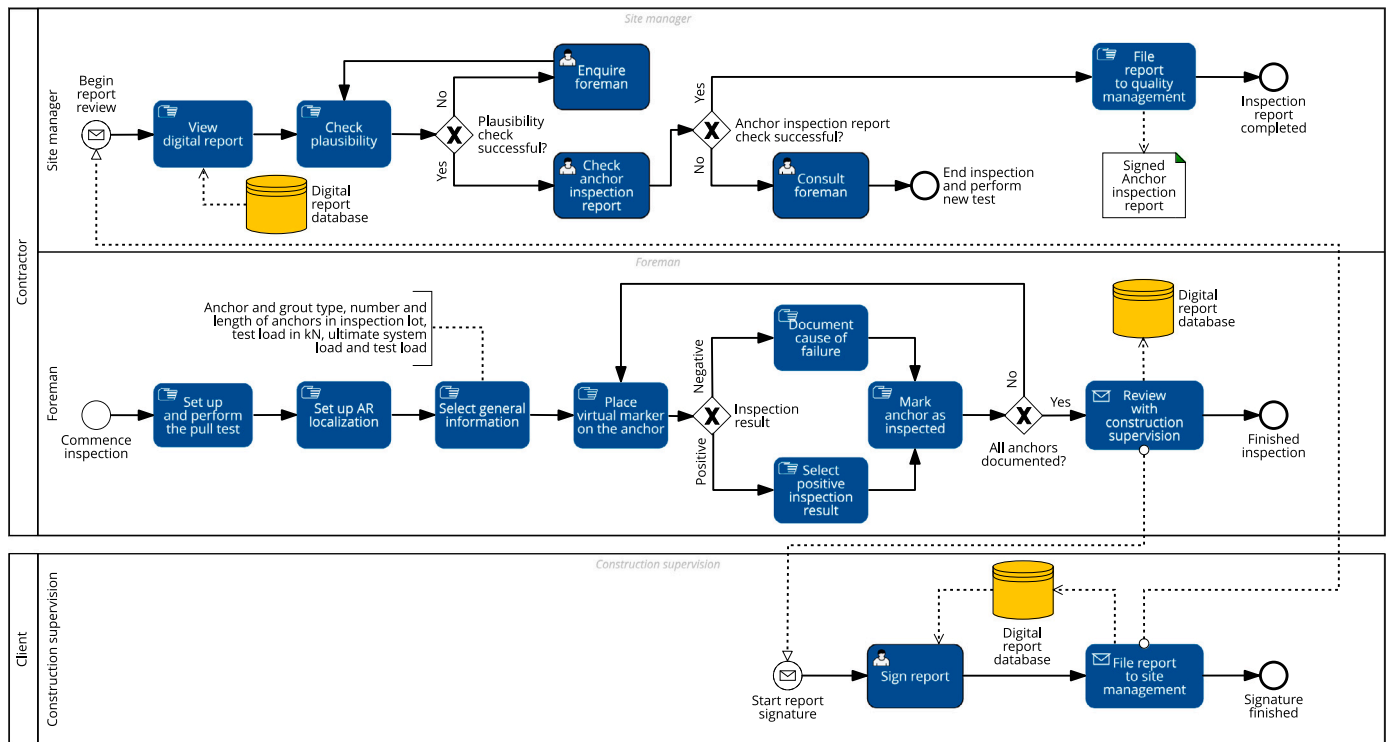 Contractor
Site manager
Site manager
Begin
report
review
View
digital report
Check
plausibility
Digital
report
database
Enquire
foreman
No
Yes
Plausibility
check
successful?
Check
anchor
inspection
report
Yes
No
Anchor inspection report
check successful?
Consult
foreman
End inspection
and perform
new test
File
report
to quality
management
Inspection
report
completed
Signed
Anchor
inspection
report
Foreman
Foreman
Anchor and grout type, number and
length of anchors in inspection lot,
test load in kN, ultimate system
load and test load
Commence
inspection
Set up
and perform
the pull test
Set up AR
localization
Select general
information
Place
virtual marker
on the anchor
Negative
Positive
Inspection
result
Document
cause of
failure
Select
positive
inspection
result
Mark
anchor as
inspected
No
Yes
All anchors
documented?
Digital
report
database
Review
with
construction
supervision
Finished
inspection
Client
Construction supervision
Construction supervision
Start report
signature
Sign report
Digital
report
database
File report
to site
management
Signature
finished